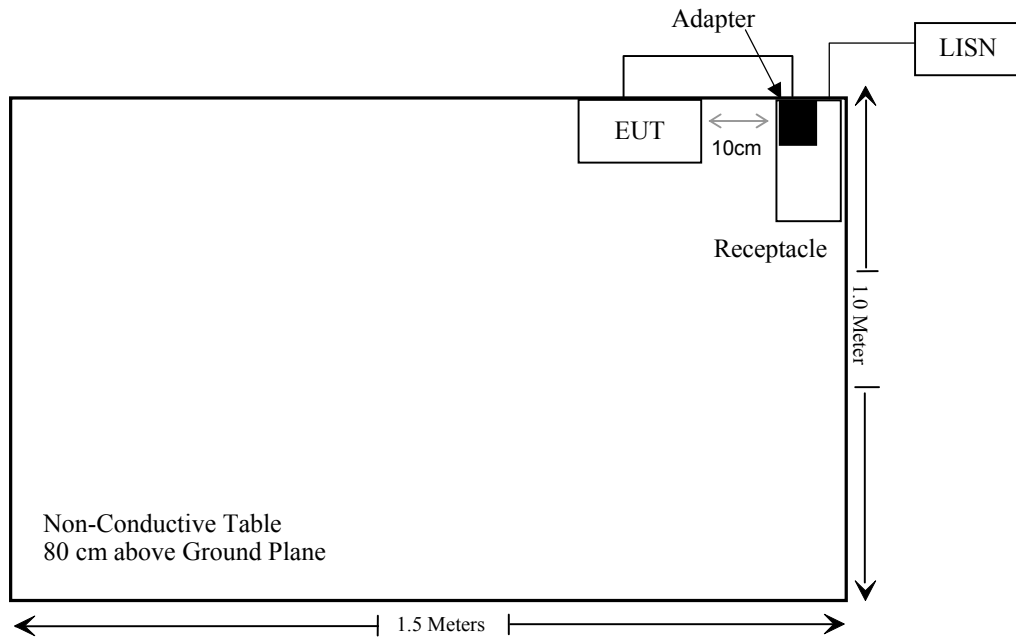 Adapter
LISN
EUT
10cm
Receptacle
1.0 Meter
Non-Conductive Table
80 cm above Ground Plane
1.5 Meters